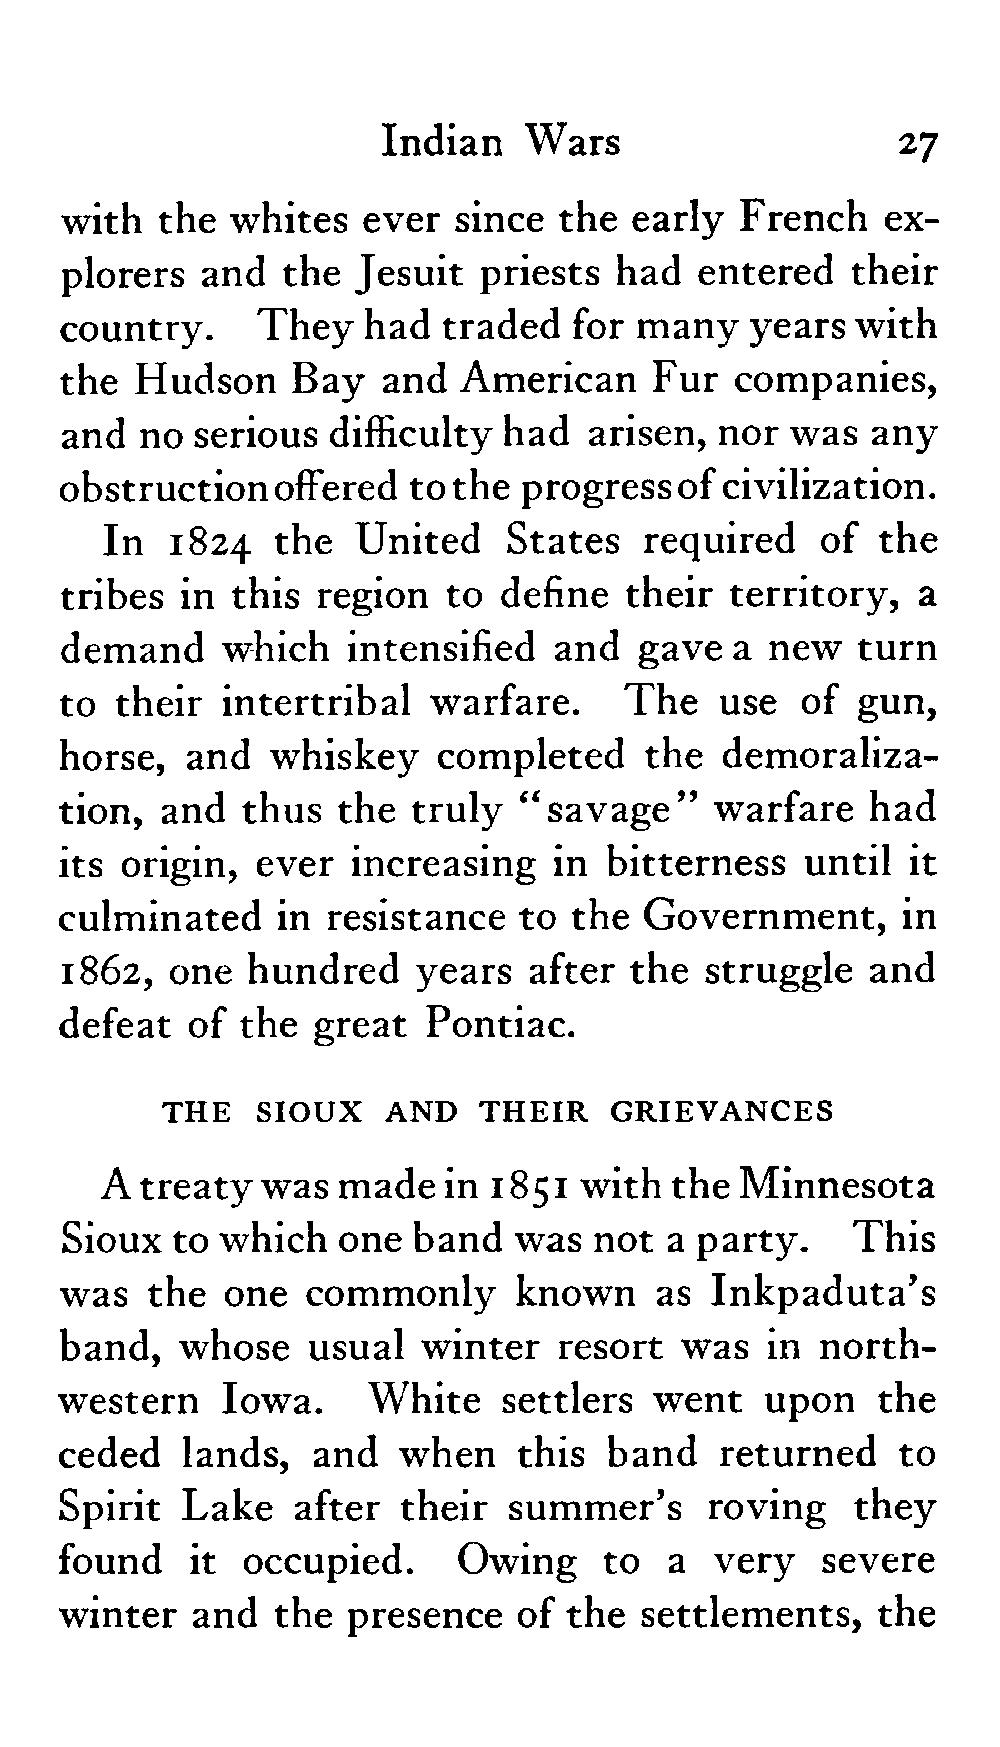 Indian Wars 27
with the whites ever since the early French ex-
plorers and the Jesuit priests had entered their
country. They had traded for many years with
the Hudson Bay and American Fur companies,
and no serious difficulty had arisen, nor was any
obstruction offered to the progress of civilization.
In 1824 the United States required of the
tribes in this region to define their territory, a
demand which intensified and gave a new turn
to their intertribal warfare. The use of gun,
horse, and whiskey completed the demoraliza-
tion, and thus the truly “savage” warfare had
its origin, ever increasing in bitterness until it
culminated in resistance to the Government, in
1862, one hundred years after the struggle and
defeat of the great Pontiac.
THE SIOUX AND THEIR GRIEVANCES
A treaty was made in 1851 with the Minnesota
Sioux to which one band was not a party. This
was the one commonly known as Inkpaduta’s
band, whose usual winter resort was in north-
western Iowa. White settlers went upon the
ceded lands, and when this band returned to
Spirit Lake after their summer’s roving they
found it occupied. Owing to a very severe
winter and the presence of the settlements, the